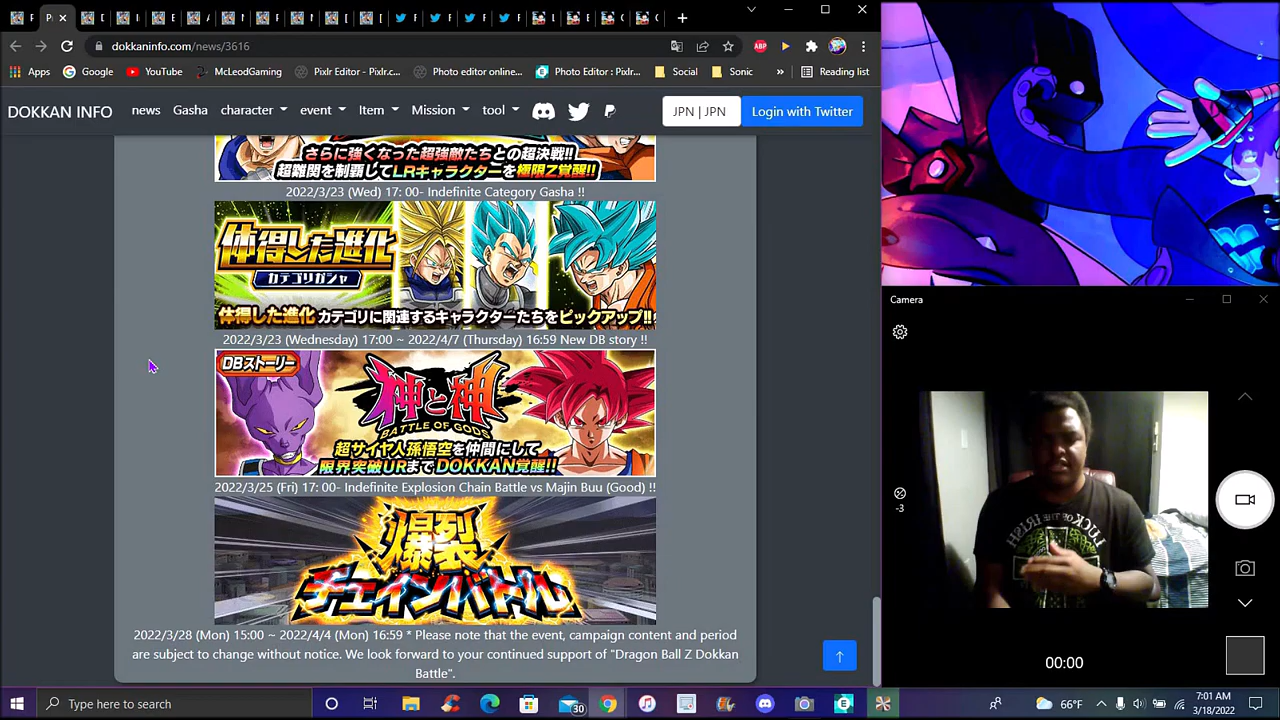 dokkaninfo.com/news/3616
ABP
Apps
Google
YouTube
McLeodGaming
Pixlr Editor - Pixlr.c...
Photo editor online...
Photo Editor : Pixlr...
Social
Sonic
»
Reading list
DOKKAN INFO
news
Gasha
character
event
Item
Mission
tool
JPN | JPN
Login with Twitter
さらに強くなった超強敵たちとの超決戦!!
超難関を制覇してLRキャラクターを極限Z覚醒!!
2022/3/23 (Wed) 17: 00- Indefinite Category Gasha !!
体得した進化
カテゴリガシャ
体得した進化 カテゴリに関連するキャラクターたちをピックアップ!!
2022/3/23 (Wednesday) 17:00 ~ 2022/4/7 (Thursday) 16:59 New DB story !!
DBストーリー
神と神
BATTLE OF GODS
超サイヤ人孫悟空を仲間にして
限界突破URまでDOKKAN覚醒!!
2022/3/25 (Fri) 17: 00- Indefinite Explosion Chain Battle vs Majin Buu (Good) !!
爆裂
チェインバトル
2022/3/28 (Mon) 15:00 ~ 2022/4/4 (Mon) 16:59 * Please note that the event, campaign content and period
are subject to change without notice. We look forward to your continued support of "Dragon Ball Z Dokkan
Battle".
Camera
-3
LUCK OF THE IRISH
00:00
Type here to search
30
66°F
7:01 AM
3/18/2022